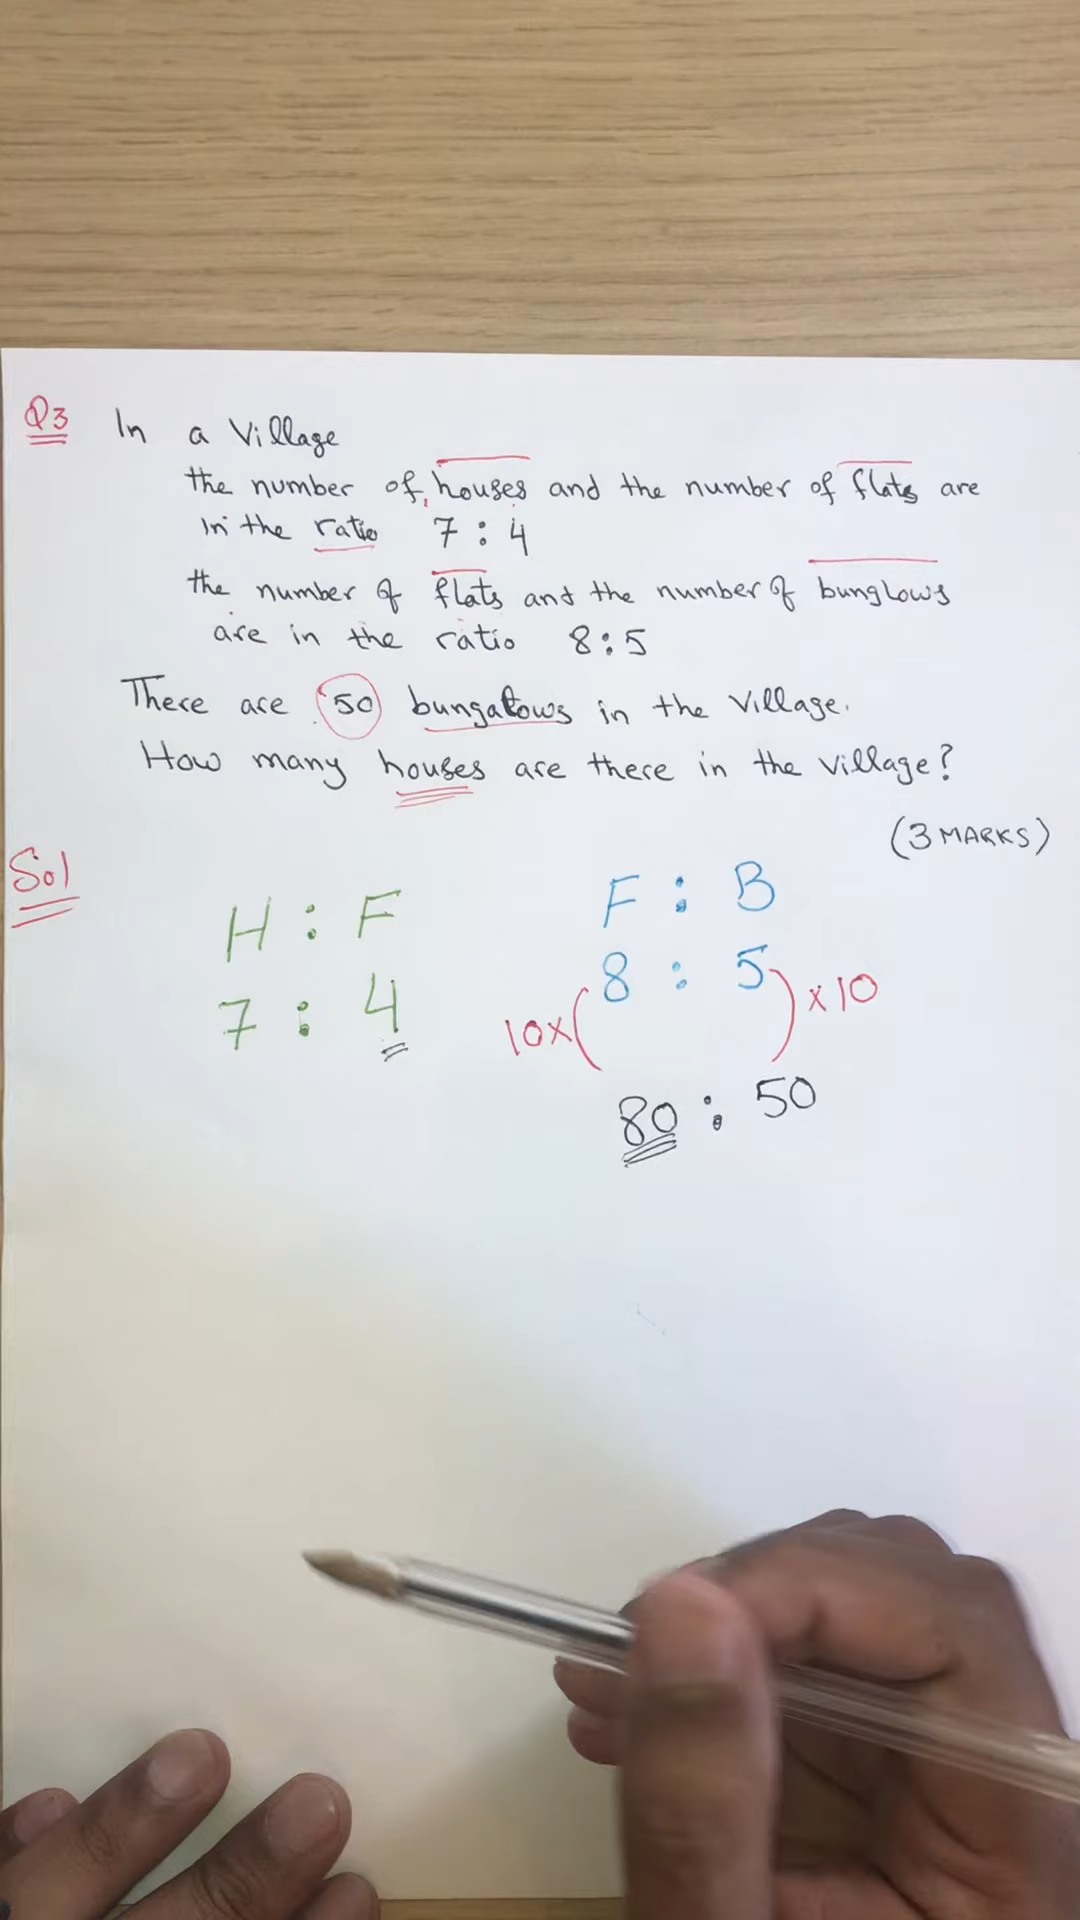 Q3 In a Village
the number of houses and the number of flats are
in the ratio 7 : 4
the number of flats and the number of bunglows
are in the ratio 8 : 5
There are 50 bungalows in the village.
How many houses are there in the village?
(3 MARKS)
Sol
H : F
7 : 4
F : B
8 : 5
10x( )x10
80 : 50